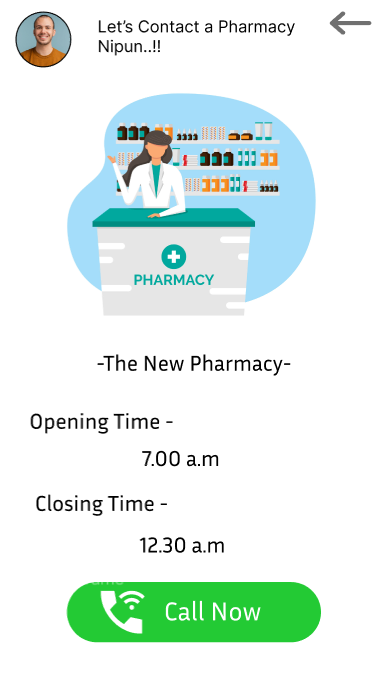 Let's Contact a Pharmacy
Nipun..!!
PHARMACY
-The New Pharmacy-
Opening Time -
7.00 a.m
Closing Time -
12.30 a.m
Call Now